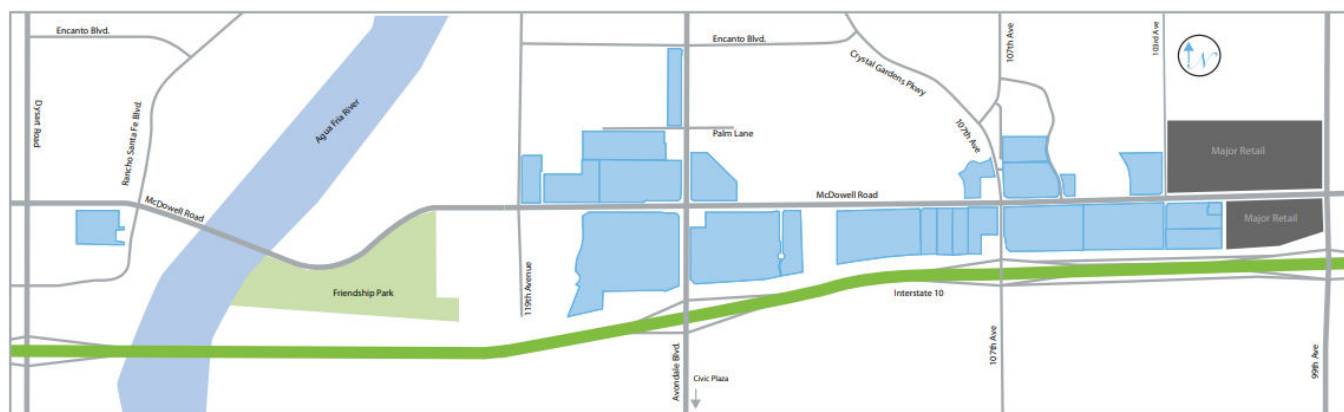 Encanto Blvd.
Encanto Blvd.
107th Ave
103rd Ave
N
Crystal Gardens Pkwy
Dysart Road
Rancho Santa Fe Blvd.
Agua Fria River
Palm Lane
107th Ave
Major Retail
McDowell Road
McDowell Road
Major Retail
Friendship Park
119th Avenue
Interstate 10
Avondale Blvd.
107th Ave
99th Ave
Civic Plaza